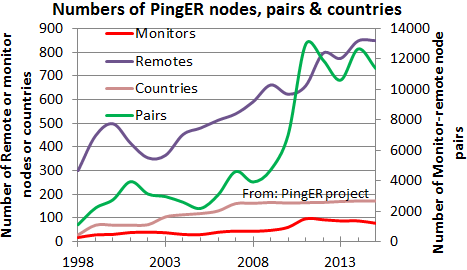 Numbers of PingER nodes, pairs & countries
Number of Remote or monitor
nodes or countries
900
800
700
600
500
400
300
200
100
0
Monitors
Remotes
Countries
Pairs
From: PingER project
14000
12000
10000
8000
6000
4000
2000
0
Number of Monitor-remote node
pairs
1998
2003
2008
2013